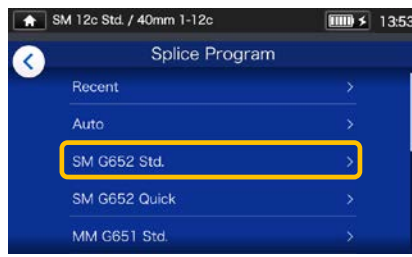 SM 12c Std. / 40mm 1-12c 13:53
Splice Program
Recent
Auto
SM G652 Std.
SM G652 Quick
MM G651 Std.